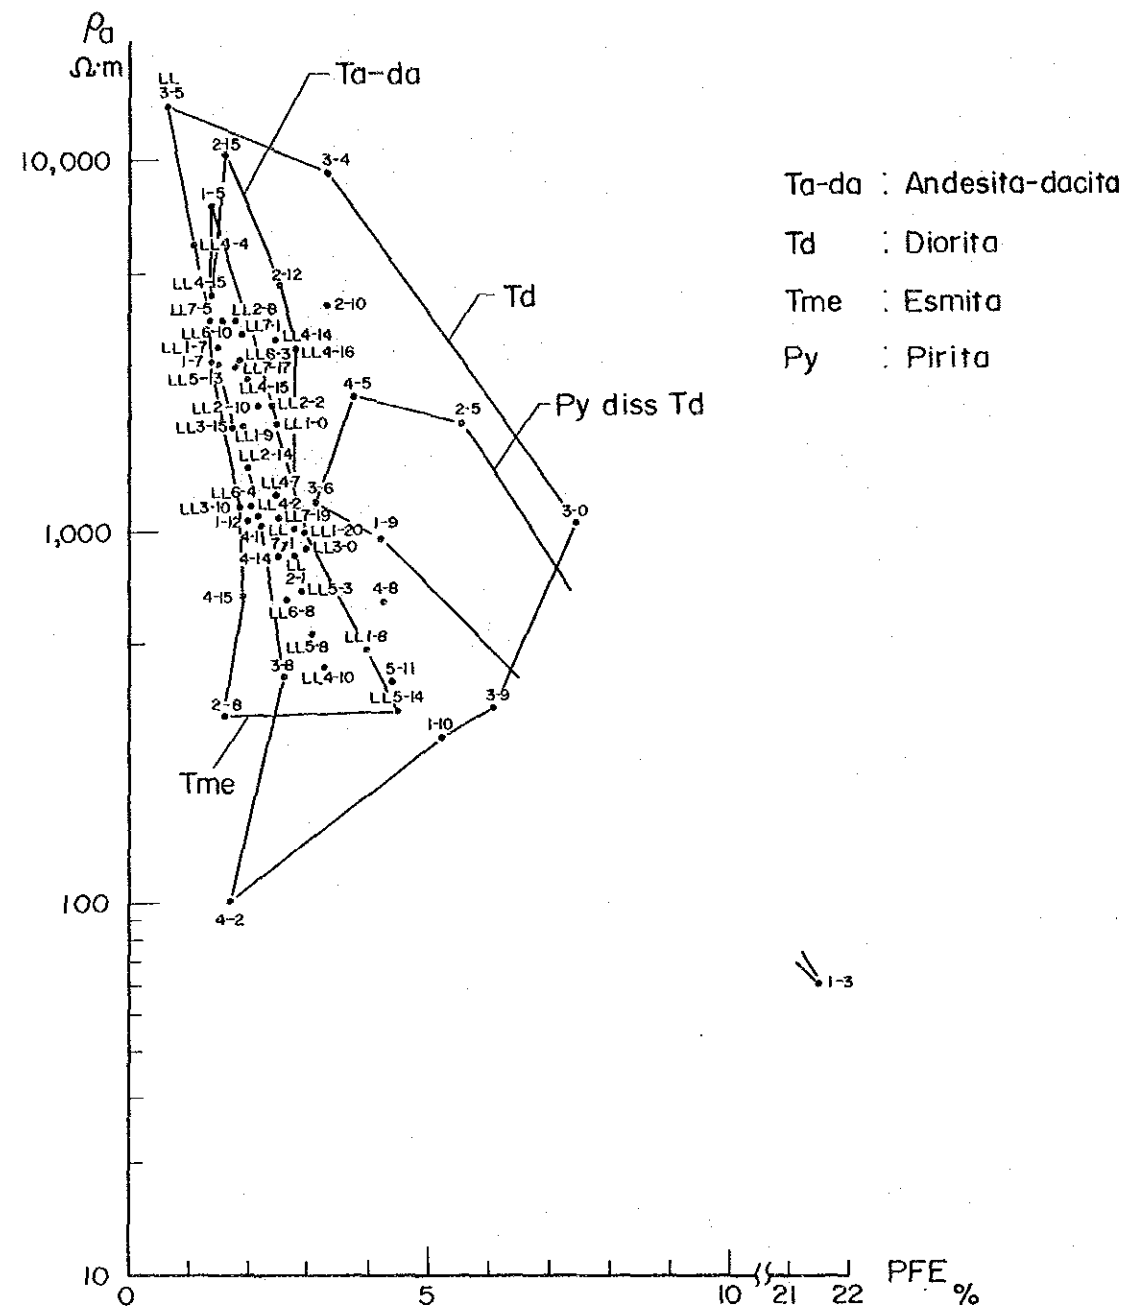 ρa
Ω·m
LL
3-5
Ta-da
2-15
10,000
3-4
Ta-da : Andesita-dacita
1-5
LL4-4
Td : Diorita
2-12
LL4-15
Td
2-10
Tme : Esmita
LL7-5
LL2-8
LL7-1
LL6-10
LL4-14
LL1-7
LL6-3
LL4-16
Py : Pirita
1-7
LL7-17
LL5-13
LL4-15
4-5
LL2-10
LL2-2
2-5
Py diss Td
LL3-15
LL1-9
LL1-0
LL2-14
LL4-7
3-6
LL6-4
LL3-10
LL4-2
3-0
1-12
LL7-19
1-9
1,000
4-11
LL
7-1
LL1-20
LL3-0
4-14
LL
2-1
LL5-3
4-8
4-15
LL6-8
LL5-8
LL1-8
3-8
LL4-10
5-11
LL5-14
3-9
2-8
1-10
Tme
100
4-2
1-3
10
0
5
10
21
22
PFE
%